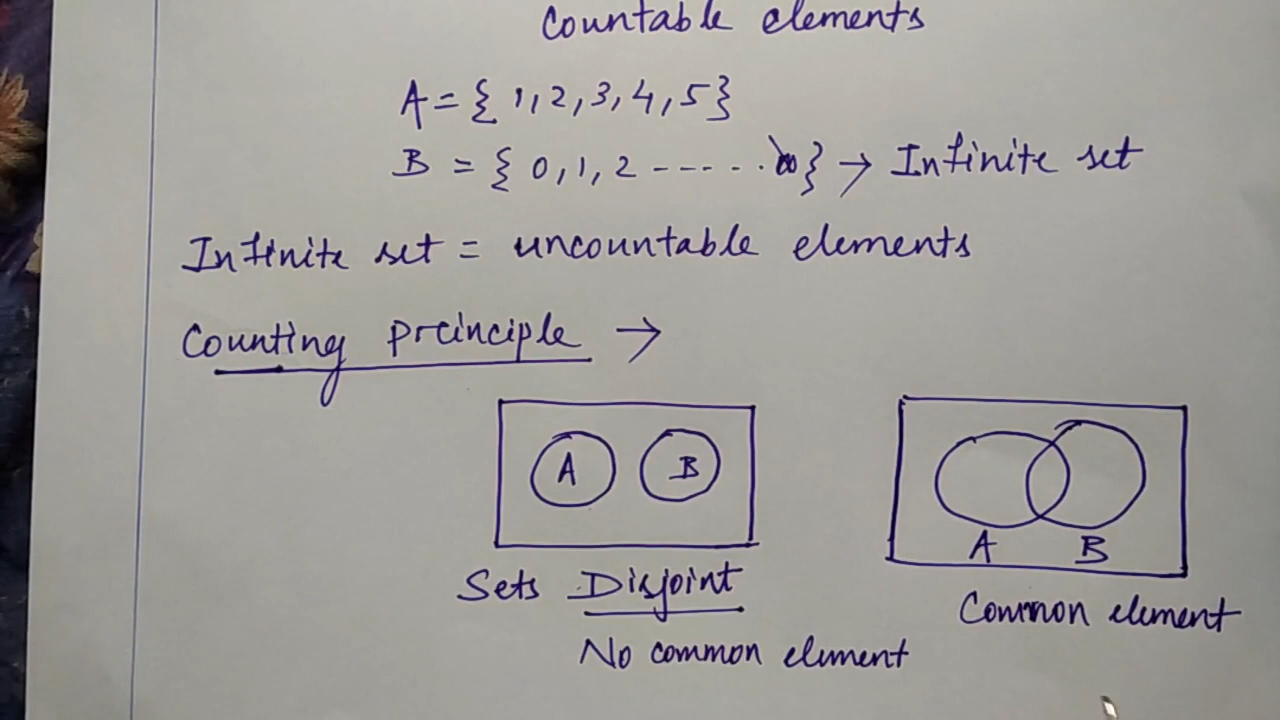 Countable elements
A = { 1, 2, 3, 4, 5 }
B = { 0, 1, 2 ------ ∞ } → Infinite set
Infinite set = uncountable elements
Counting Prcinciple →
A B
A B
Sets Disjoint
Common element
No common element